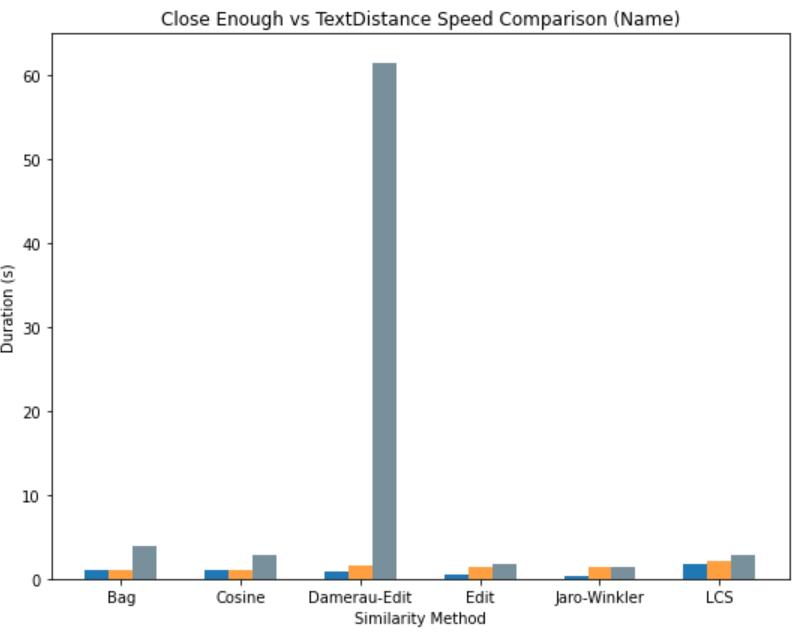 Close Enough vs TextDistance Speed Comparison (Name)
60
50
40
30
20
10
0
Duration (s)
Bag Cosine Damerau-Edit Edit Jaro-Winkler LCS
Similarity Method